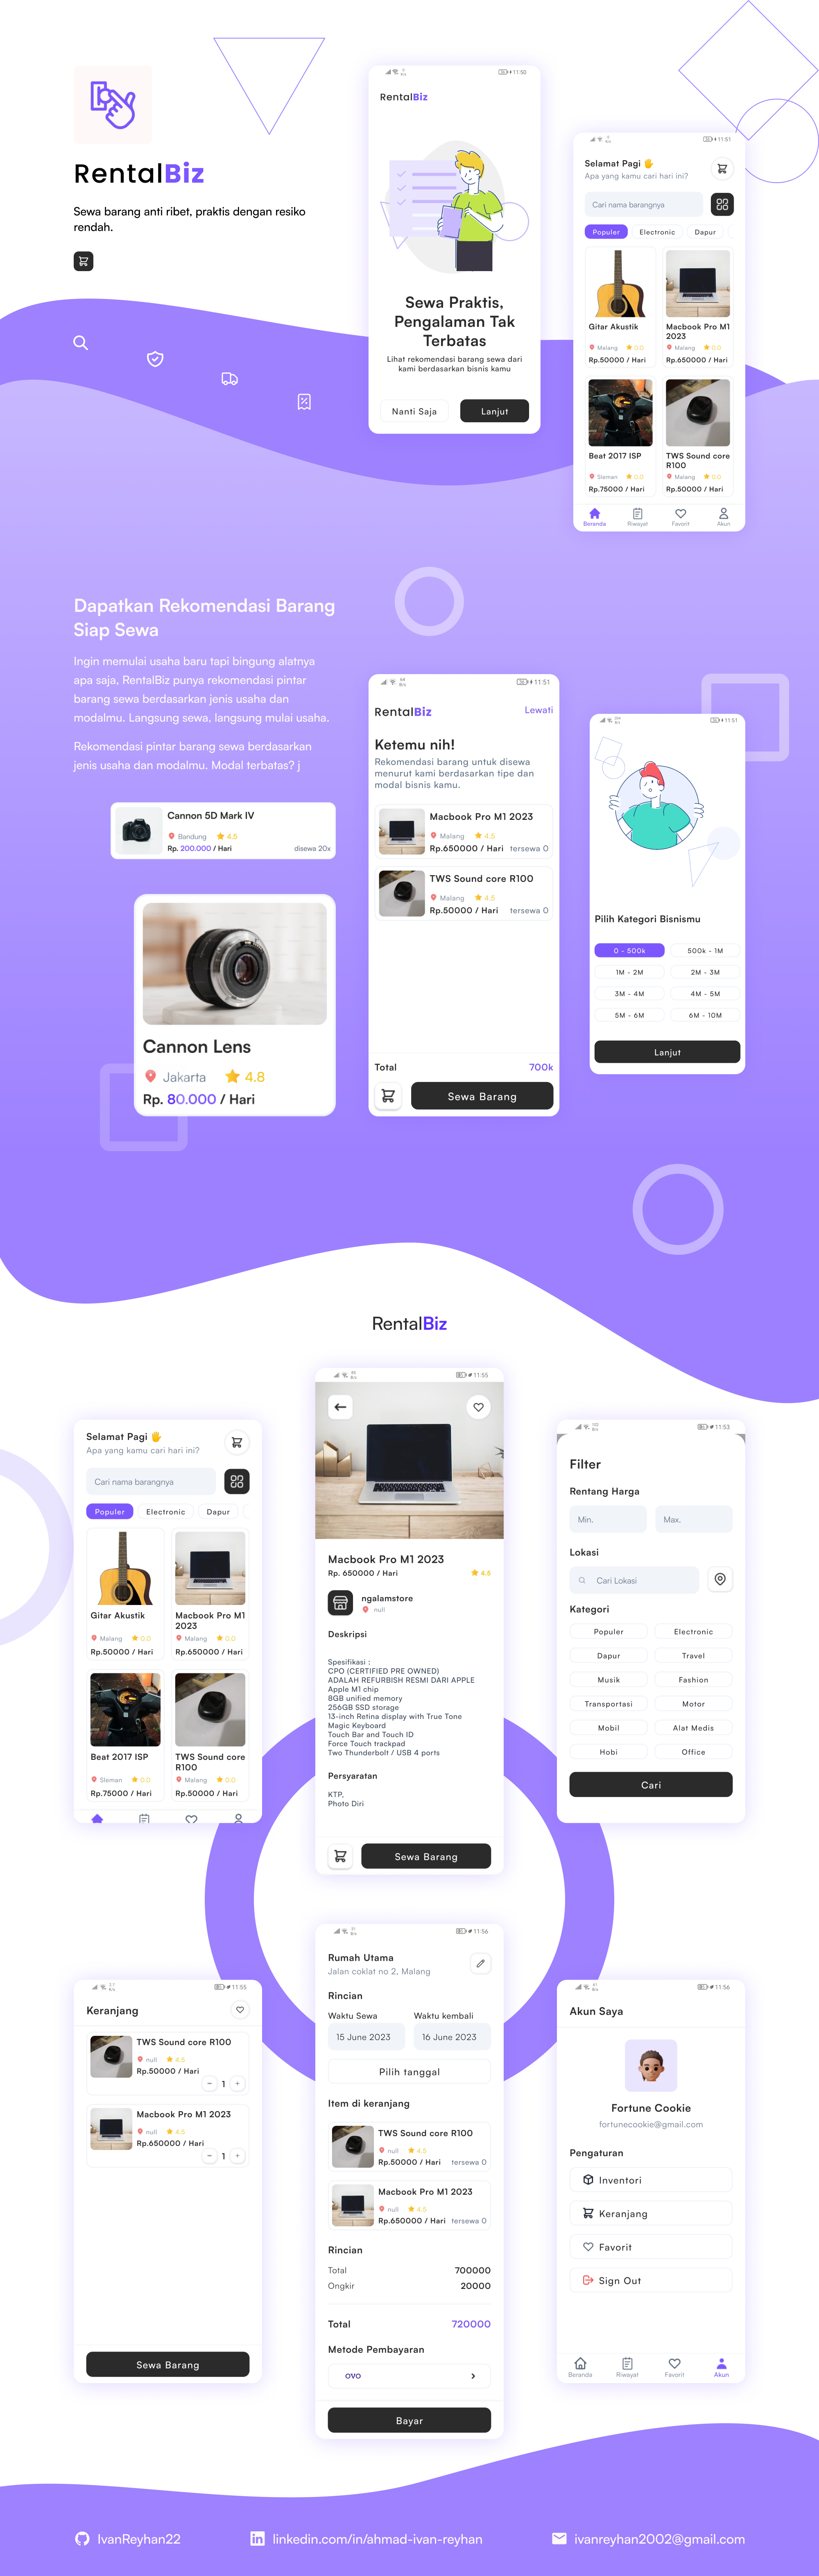 RentalBiz
Sewa barang anti ribet, praktis dengan resiko
rendah.
11:50
RentalBiz
Sewa Praktis,
Pengalaman Tak
Terbatas
Lihat rekomendasi barang sewa dari
kami berdasarkan bisnis kamu
Nanti Saja
Lanjut
11:51
Selamat Pagi 🖐
Apa yang kamu cari hari ini?
Cari nama barangnya
Populer
Electronic
Dapur
Gitar Akustik
Malang
0.0
Rp.50000 / Hari
Macbook Pro M1
2023
Malang
0.0
Rp.650000 / Hari
Beat 2017 ISP
Sleman
0.0
Rp.75000 / Hari
TWS Sound core
R100
Malang
0.0
Rp.50000 / Hari
Beranda
Riwayat
Favorit
Akun
Dapatkan Rekomendasi Barang
Siap Sewa
Ingin memulai usaha baru tapi bingung alatnya
apa saja, RentalBiz punya rekomendasi pintar
barang sewa berdasarkan jenis usaha dan
modalmu. Langsung sewa, langsung mulai usaha.
Rekomendasi pintar barang sewa berdasarkan
jenis usaha dan modalmu. Modal terbatas? j
Cannon 5D Mark IV
Bandung
4.5
Rp. 200.000 / Hari
disewa 20x
Cannon Lens
Jakarta
4.8
Rp. 80.000 / Hari
11:51
RentalBiz
Lewati
Ketemu nih!
Rekomendasi barang untuk disewa
menurut kami berdasarkan tipe dan
modal bisnis kamu.
Macbook Pro M1 2023
Malang
4.5
Rp.650000 / Hari
tersewa 0
TWS Sound core R100
Malang
4.5
Rp.50000 / Hari
tersewa 0
Total
700k
Sewa Barang
11:51
Pilih Kategori Bisnismu
0 - 500k
500k - 1M
1M - 2M
2M - 3M
3M - 4M
4M - 5M
5M - 6M
6M - 10M
Lanjut
RentalBiz
Selamat Pagi 🖐
Apa yang kamu cari hari ini?
Cari nama barangnya
Populer
Electronic
Dapur
Gitar Akustik
Malang
0.0
Rp.50000 / Hari
Macbook Pro M1
2023
Malang
0.0
Rp.650000 / Hari
Beat 2017 ISP
Sleman
0.0
Rp.75000 / Hari
TWS Sound core
R100
Malang
0.0
Rp.50000 / Hari
11:55
Macbook Pro M1 2023
Rp. 650000 / Hari
4.5
ngalamstore
null
Deskripsi
Spesifikasi :
CPO (CERTIFIED PRE OWNED)
ADALAH REFURBISH RESMI DARI APPLE
Apple M1 chip
8GB unified memory
256GB SSD storage
13-inch Retina display with True Tone
Magic Keyboard
Touch Bar and Touch ID
Force Touch trackpad
Two Thunderbolt / USB 4 ports
Persyaratan
KTP,
Photo Diri
Sewa Barang
11:53
Filter
Rentang Harga
Min.
Max.
Lokasi
Cari Lokasi
Kategori
Populer
Electronic
Dapur
Travel
Musik
Fashion
Transportasi
Motor
Mobil
Alat Medis
Hobi
Office
Cari
11:55
Keranjang
TWS Sound core R100
null
4.5
Rp.50000 / Hari
− 1 +
Macbook Pro M1 2023
null
4.5
Rp.650000 / Hari
− 1 +
Sewa Barang
11:56
Rumah Utama
Jalan coklat no 2, Malang
Rincian
Waktu Sewa
Waktu kembali
15 June 2023
16 June 2023
Pilih tanggal
Item di keranjang
TWS Sound core R100
null
4.5
Rp.50000 / Hari
tersewa 0
Macbook Pro M1 2023
null
4.5
Rp.650000 / Hari
tersewa 0
Rincian
Total
700000
Ongkir
20000
Total
720000
Metode Pembayaran
OVO
Bayar
11:56
Akun Saya
Fortune Cookie
fortunecookie@gmail.com
Pengaturan
Inventori
Keranjang
Favorit
Sign Out
Beranda
Riwayat
Favorit
Akun
IvanReyhan22
linkedin.com/in/ahmad-ivan-reyhan
ivanreyhan2002@gmail.com